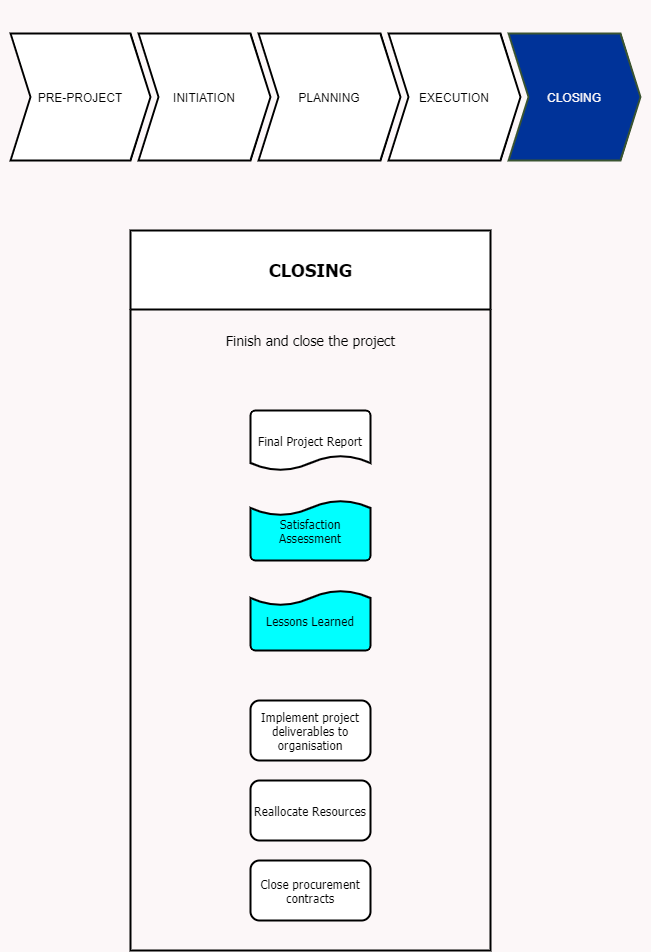 PRE-PROJECT
INITIATION
PLANNING
EXECUTION
CLOSING
CLOSING
Finish and close the project
Final Project Report
Satisfaction
Assessment
Lessons Learned
Implement project
deliverables to
organisation
Reallocate Resources
Close procurement
contracts